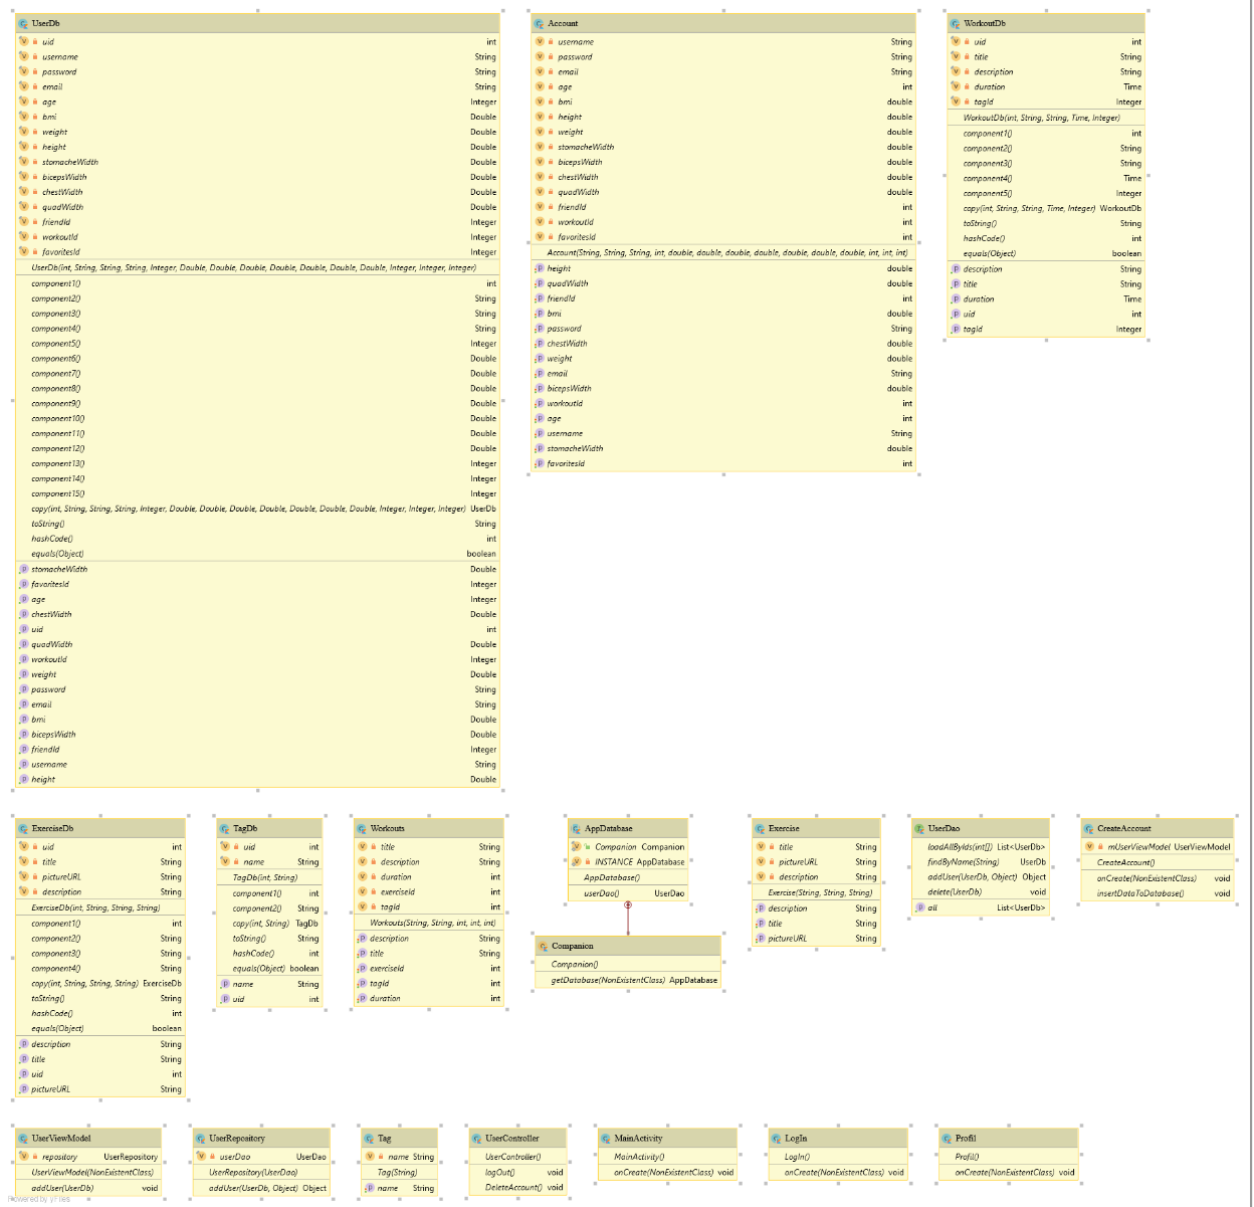 UserDb
uid int
username String
password String
email String
age Integer
bmi Double
weight Double
height Double
stomacheWidth Double
bicepsWidth Double
chestWidth Double
quadWidth Double
friendId Integer
workoutId Integer
favoritesId Integer
UserDb(int, String, String, String, Integer, Double, Double, Double, Double, Double, Double, Double, Integer, Integer, Integer)
component1() int
component2() String
component3() String
component4() String
component5() Integer
component6() Double
component7() Double
component8() Double
component9() Double
component10() Double
component11() Double
component12() Double
component13() Integer
component14() Integer
component15() Integer
copy(int, String, String, String, Integer, Double, Double, Double, Double, Double, Double, Double, Integer, Integer, Integer) UserDb
toString() String
hashCode() int
equals(Object) boolean
stomacheWidth Double
favoritesId Integer
age Integer
chestWidth Double
uid int
quadWidth Double
workoutId Integer
weight Double
password String
email String
bmi Double
bicepsWidth Double
friendId Integer
username String
height Double
Account
username String
password String
email String
age int
bmi double
height double
weight double
stomacheWidth double
bicepsWidth double
chestWidth double
quadWidth double
friendId int
workoutId int
favoritesId int
Account(String, String, String, int, double, double, double, double, double, double, double, int, int, int)
height double
quadWidth double
friendId int
bmi double
password String
chestWidth double
weight double
email String
bicepsWidth double
workoutId int
age int
username String
stomacheWidth double
favoritesId int
WorkoutDb
uid int
title String
description String
duration Time
tagId Integer
WorkoutDb(int, String, String, Time, Integer)
component1() int
component2() String
component3() String
component4() Time
component5() Integer
copy(int, String, String, Time, Integer) WorkoutDb
toString() String
hashCode() int
equals(Object) boolean
description String
title String
duration Time
uid int
tagId Integer
ExerciseDb
uid int
title String
pictureURL String
description String
ExerciseDb(int, String, String, String)
component1() int
component2() String
component3() String
component4() String
copy(int, String, String, String) ExerciseDb
toString() String
hashCode() int
equals(Object) boolean
description String
title String
uid int
pictureURL String
TagDb
uid int
name String
TagDb(int, String)
component1() int
component2() String
copy(int, String) TagDb
toString() String
hashCode() int
equals(Object) boolean
name String
uid int
Workouts
title String
description String
duration int
exerciseId int
tagId int
Workouts(String, String, int, int, int)
description String
title String
exerciseId int
tagId int
duration int
AppDatabase
Companion Companion
INSTANCE AppDatabase
AppDatabase()
userDao() UserDao
Companion
Companion()
getDatabase(NonExistentClass) AppDatabase
Exercise
title String
pictureURL String
description String
Exercise(String, String, String)
description String
title String
pictureURL String
UserDao
loadAllByIds(int[]) List<UserDb>
findByName(String) UserDb
addUser(UserDb, Object) Object
delete(UserDb) void
all List<UserDb>
CreateAccount
mUserViewModel UserViewModel
CreateAccount()
onCreate(NonExistentClass) void
insertDataToDatabase() void
UserViewModel
repository UserRepository
UserViewModel(NonExistentClass)
addUser(UserDb) void
UserRepository
userDao UserDao
UserRepository(UserDao)
addUser(UserDb, Object) Object
Tag
name String
Tag(String)
name String
UserController
UserController()
logOut() void
DeleteAccount() void
MainActivity
MainActivity()
onCreate(NonExistentClass) void
LogIn
LogIn()
onCreate(NonExistentClass) void
Profil
Profil()
onCreate(NonExistentClass) void
Powered by yFiles